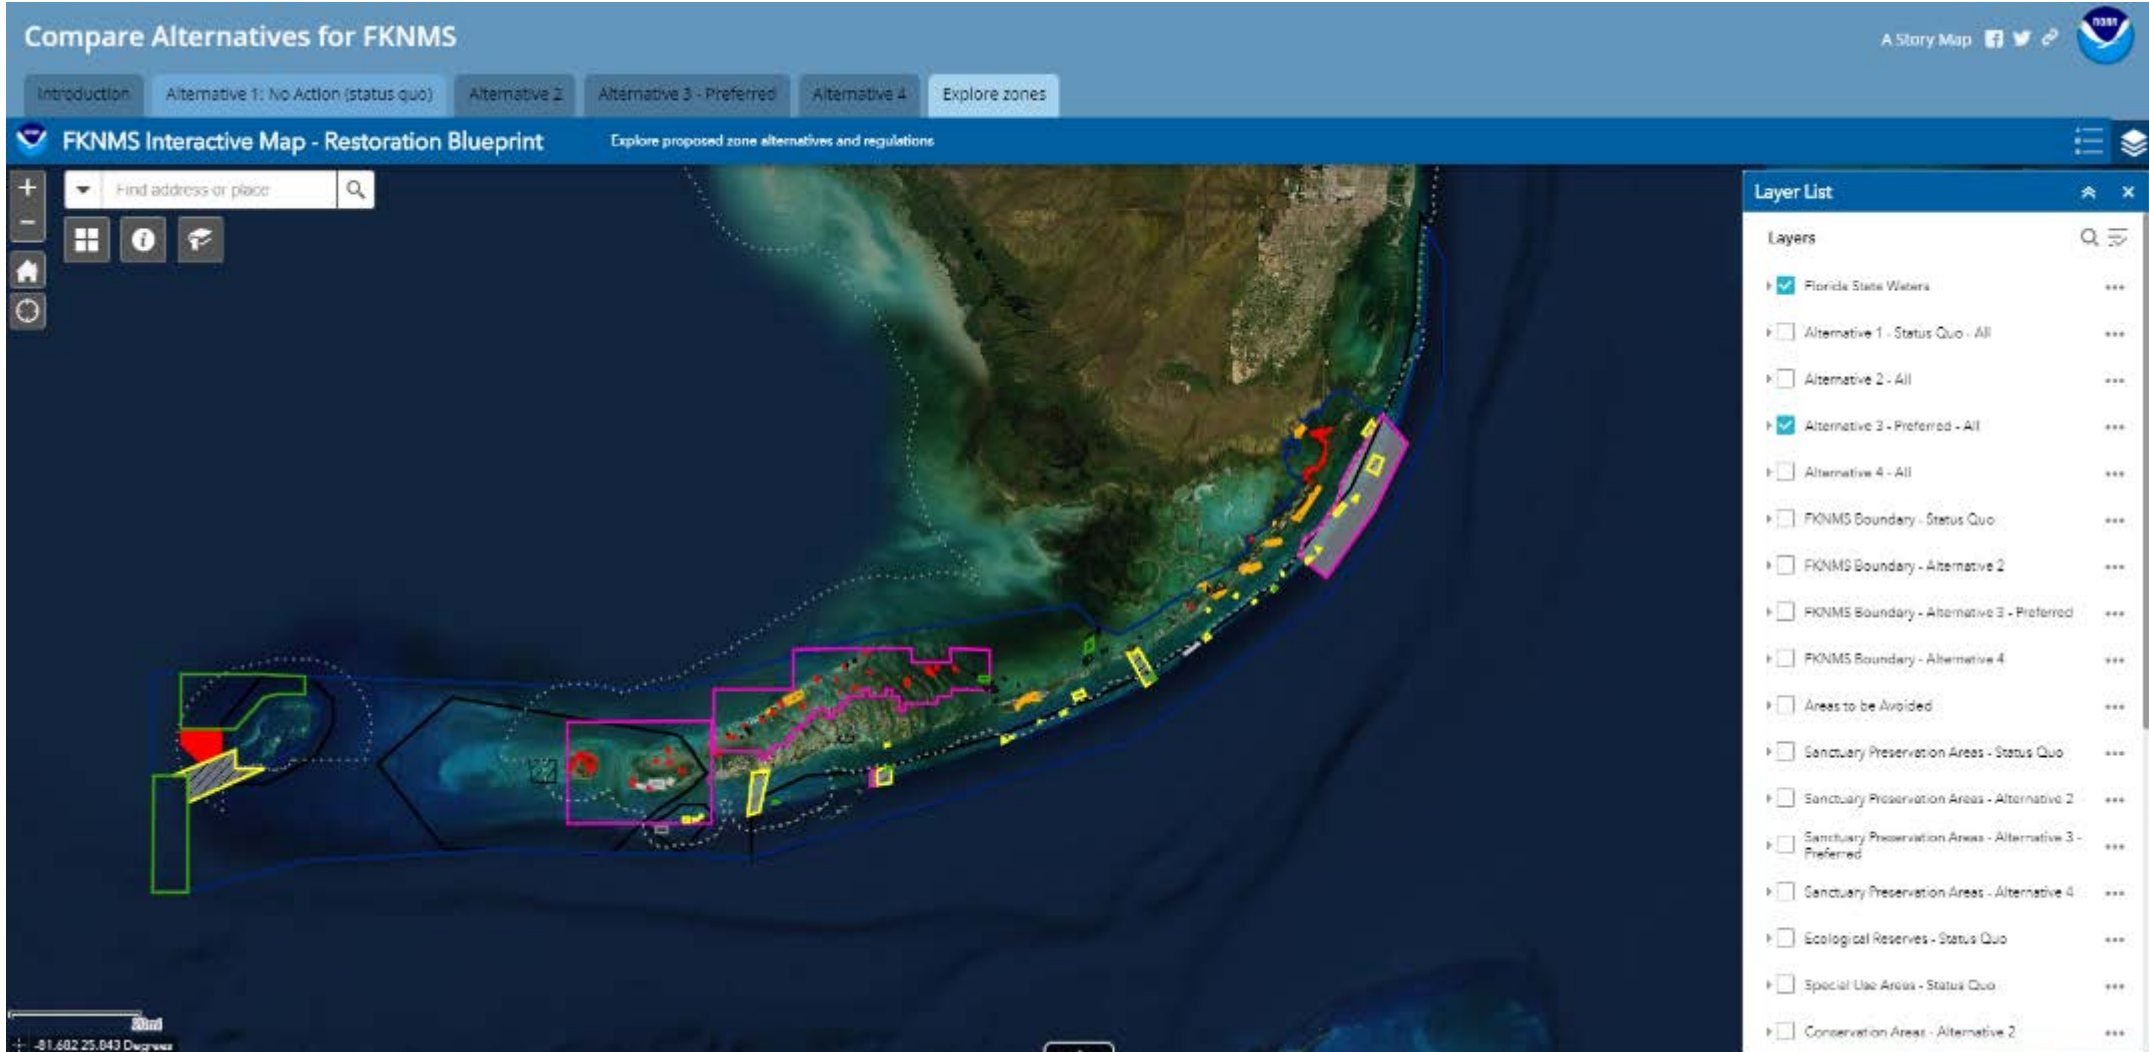 Compare Alternatives for FKNMS
A Story Map
Introduction
Alternative 1: No Action (status quo)
Alternative 2
Alternative 3 - Preferred
Alternative 4
Explore zones
FKNMS Interactive Map - Restoration Blueprint
Explore proposed zone alternatives and regulations
Find address or place
Layer List
Layers
Florida State Waters
Alternative 1 - Status Quo - All
Alternative 2 - All
Alternative 3 - Preferred - All
Alternative 4 - All
FKNMS Boundary - Status Quo
FKNMS Boundary - Alternative 2
FKNMS Boundary - Alternative 3 - Preferred
FKNMS Boundary - Alternative 4
Areas to be Avoided
Sanctuary Preservation Areas - Status Quo
Sanctuary Preservation Areas - Alternative 2
Sanctuary Preservation Areas - Alternative 3 -
Preferred
Sanctuary Preservation Areas - Alternative 4
Ecological Reserves - Status Quo
Special Use Areas - Status Quo
Conservation Areas - Alternative 2
20mi
-81.682 25.843 Degrees